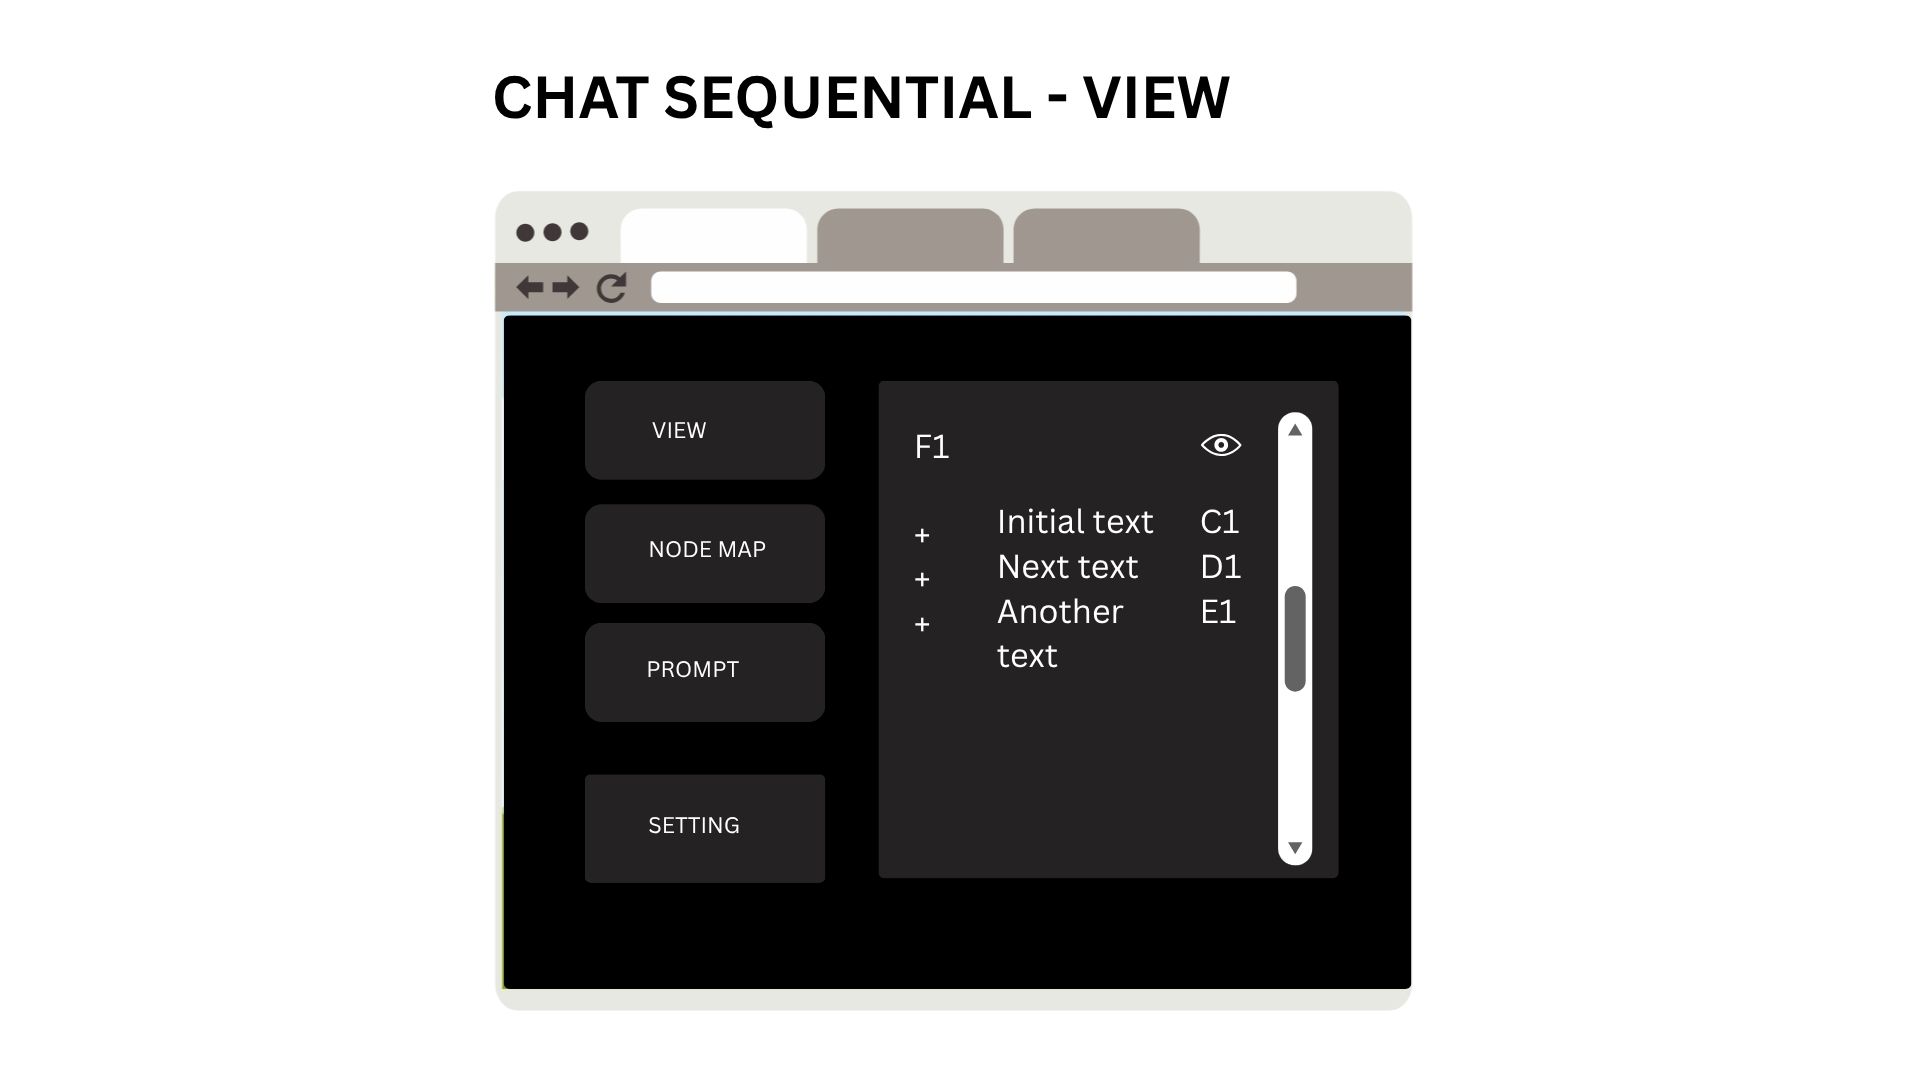 CHAT SEQUENTIAL - VIEW
VIEW
NODE MAP
PROMPT
SETTING
F1
+ Initial text C1
+ Next text D1
+ Another E1
text